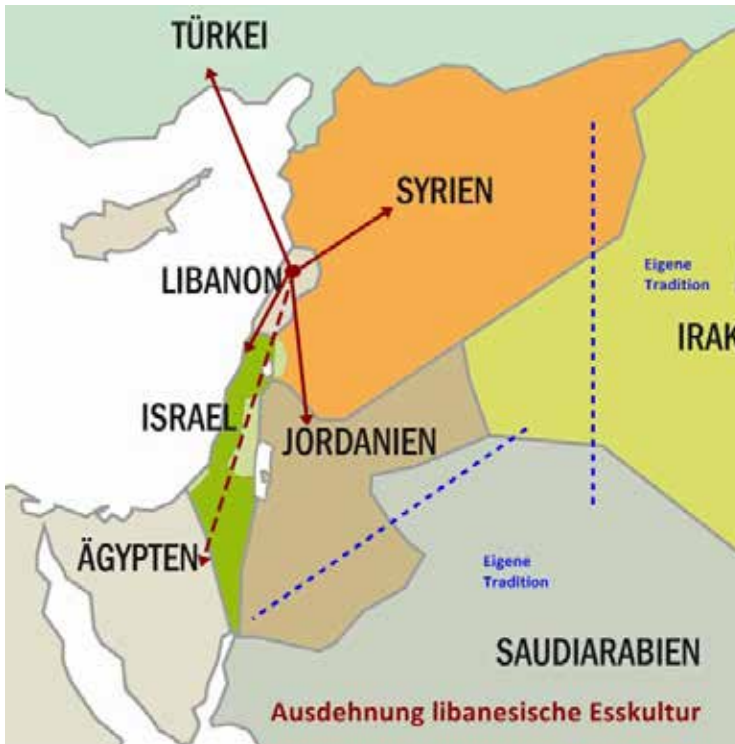 TÜRKEI
SYRIEN
LIBANON
Eigene
Tradition
IRAK
ISRAEL
JORDANIEN
ÄGYPTEN
Eigene
Tradition
SAUDIARABIEN
Ausdehnung libanesische Esskultur